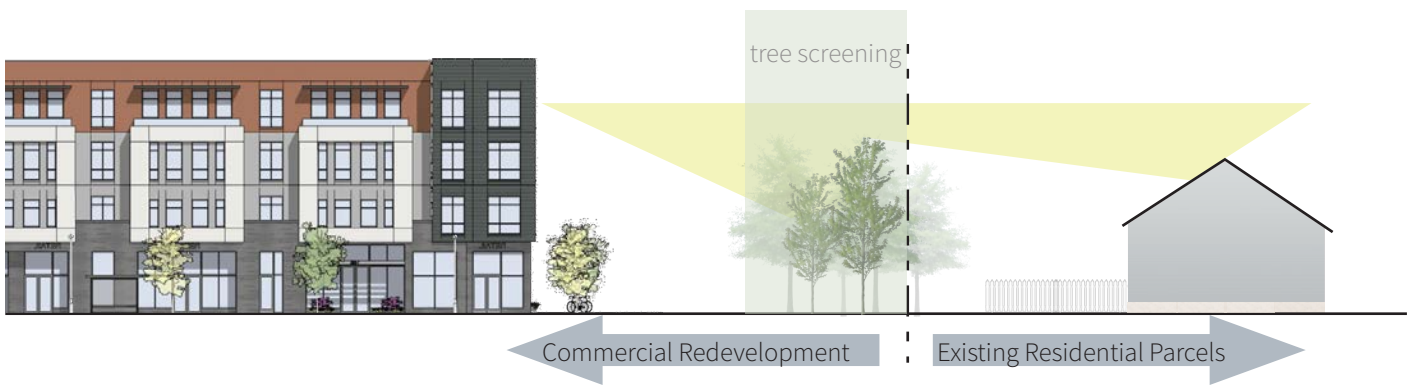 tree screening
Commercial Redevelopment
Existing Residential Parcels